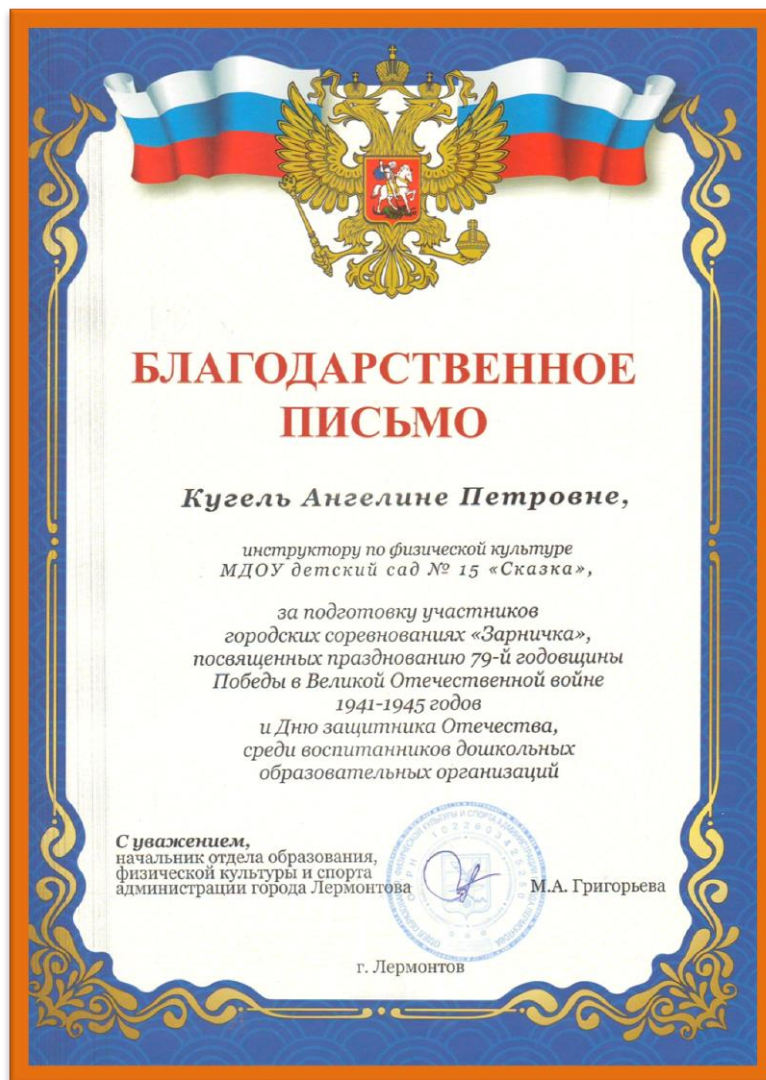 БЛАГОДАРСТВЕННОЕ
ПИСЬМО
Кугель Ангелине Петровне,
инструктору по физической культуре
МДОУ детский сад № 15 «Сказка»,
за подготовку участников
городских соревнованиях «Зарничка»,
посвященных празднованию 79-й годовщины
Победы в Великой Отечественной войне
1941-1945 годов
и Дню защитника Отечества,
среди воспитанников дошкольных
образовательных организаций
С уважением,
начальник отдела образования,
физической культуры и спорта
администрации города Лермонтова
М.А. Григорьева
г. Лермонтов